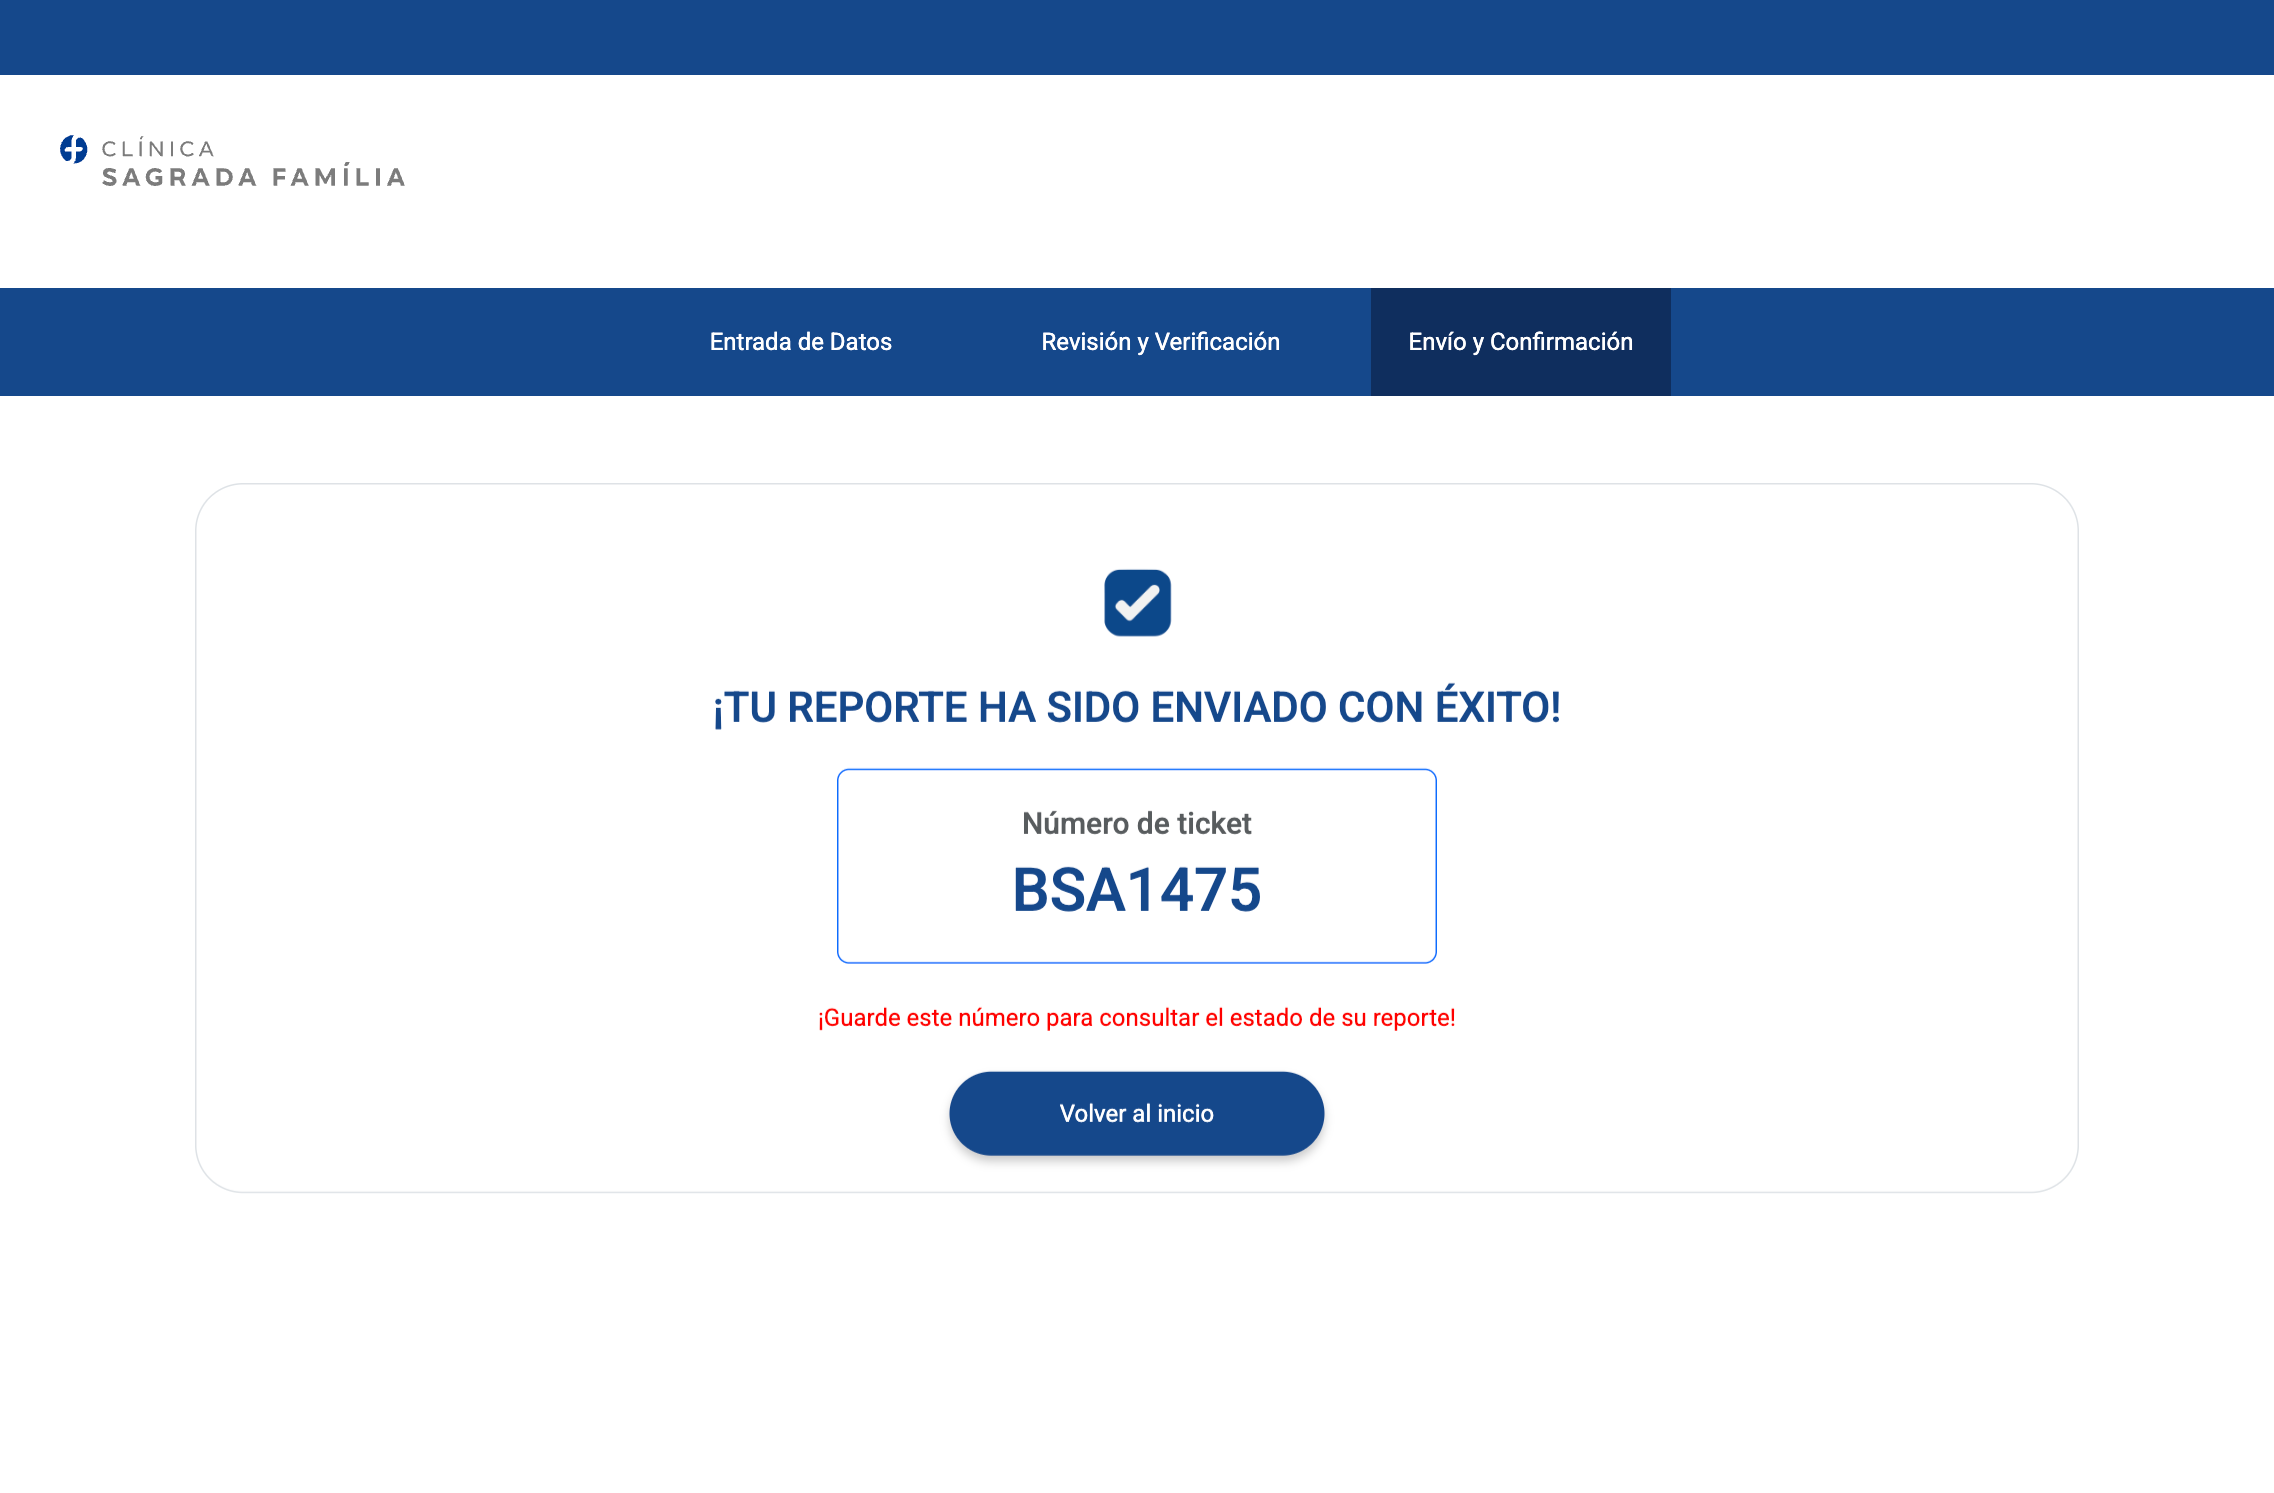 CLÍNICA
SAGRADA FAMÍLIA
Entrada de Datos
Revisión y Verificación
Envío y Confirmación
¡TU REPORTE HA SIDO ENVIADO CON ÉXITO!
Número de ticket
BSA1475
¡Guarde este número para consultar el estado de su reporte!
Volver al inicio